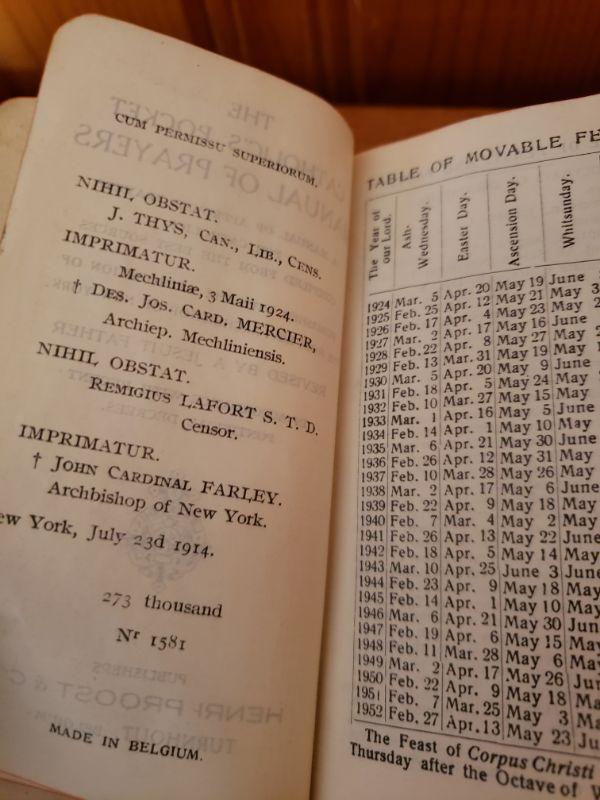 CUM PERMISSU SUPERIORUM.
NIHIL OBSTAT.
J. THYS, CAN., LIB., CENS.
IMPRIMATUR.
Mechliniæ, 3 Maii 1924.
† DES. JOS. CARD. MERCIER,
Archiep. Mechliniensis.
NIHIL OBSTAT.
REMIGIUS LAFORT S. T. D.
Censor.
IMPRIMATUR.
† JOHN CARDINAL FARLEY.
Archbishop of New York.
ew York, July 23d 1914.
273 thousand
Nr 1581
PUBLISHERS
HENRI PROOST & C
TURNHOUT
MADE IN BELGIUM.
TABLE OF MOVABLE FE
The Year of our Lord. Ash-Wednesday. Easter Day. Ascension Day. Whitsunday.
1924 Mar. 5 Apr. 20 May 19 June
1925 Feb. 25 Apr. 12 May 21 May 3
1926 Feb. 17 Apr. 4 May 23 May 2
1927 Mar. 2 Apr. 17 May 16 June
1928 Feb. 22 Apr. 8 May 27 May 2
1929 Feb. 13 Mar. 31 May 19 May 1
1930 Mar. 5 Apr. 20 May 9 June
1931 Feb. 18 Apr. 5 May 24 May
1932 Feb. 10 Mar. 27 May 15 May
1933 Mar. 1 Apr. 16 May 5 June
1934 Feb. 14 Apr. 1 May 10 May
1935 Mar. 6 Apr. 21 May 30 June
1936 Feb. 26 Apr. 12 May 31 May
1937 Feb. 10 Mar. 28 May 26 May
1938 Mar. 2 Apr. 17 May 6 June
1939 Feb. 22 Apr. 9 May 18 May
1940 Feb. 7 Mar. 4 May 2 May
1941 Feb. 26 Apr. 13 May 22 June
1942 Feb. 18 Apr. 5 May 14 May
1943 Mar. 10 Apr. 25 June 3 June
1944 Feb. 23 Apr. 9 May 18 May
1945 Feb. 14 Apr. 1 May 10 May
1946 Mar. 6 Apr. 21 May 30 June
1947 Feb. 19 Apr. 6 May 15 May
1948 Feb. 11 Mar. 28 May 6 May
1949 Mar. 2 Apr. 17 May 26 Jun
1950 Feb. 22 Apr. 9 May 18 Ma
1951 Feb. 7 Mar. 25 May 3 Ma
1952 Feb. 27 Apr. 13 May 23 Ju
The Feast of Corpus Christi
Thursday after the Octave of